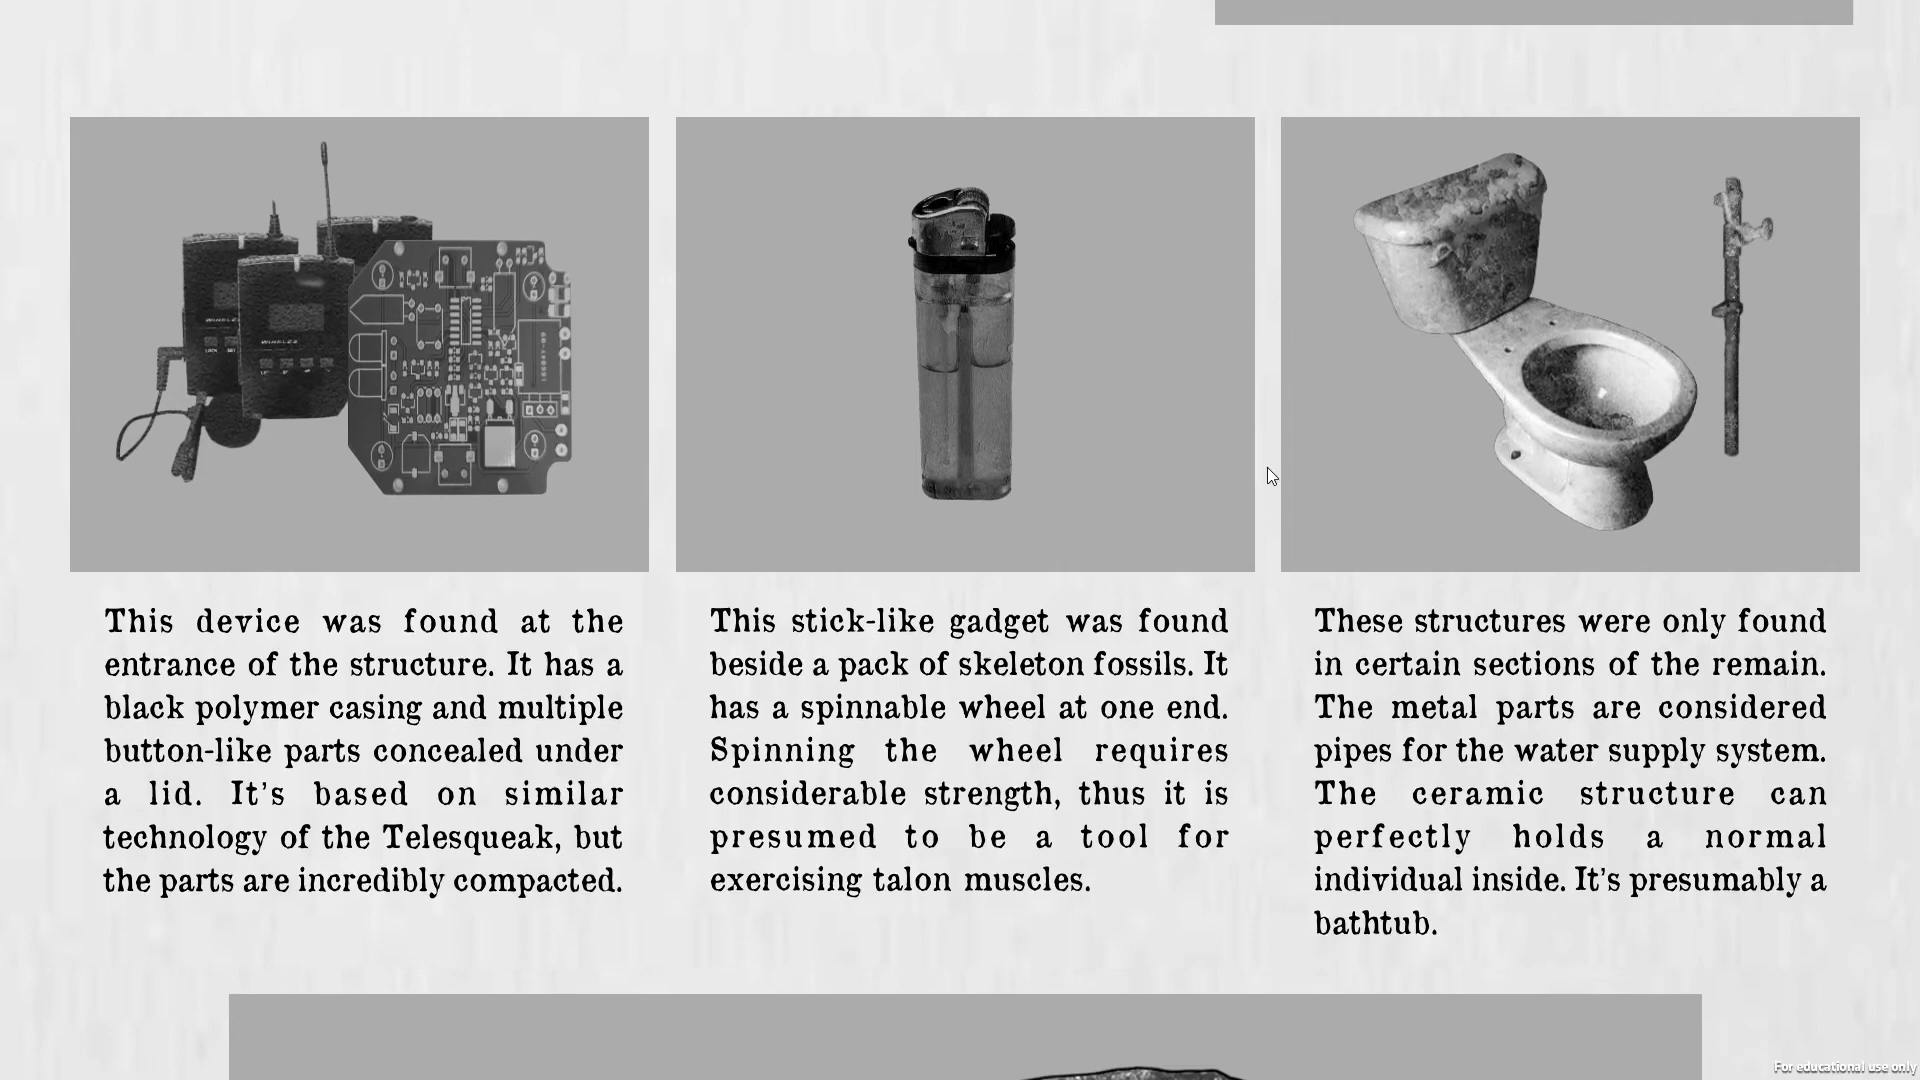 This device was found at the
entrance of the structure. It has a
black polymer casing and multiple
button-like parts concealed under
a lid. It's based on similar
technology of the Telesqueak, but
the parts are incredibly compacted.
This stick-like gadget was found
beside a pack of skeleton fossils. It
has a spinnable wheel at one end.
Spinning the wheel requires
considerable strength, thus it is
presumed to be a tool for
exercising talon muscles.
These structures were only found
in certain sections of the remain.
The metal parts are considered
pipes for the water supply system.
The ceramic structure can
perfectly holds a normal
individual inside. It's presumably a
bathtub.
For educational use only